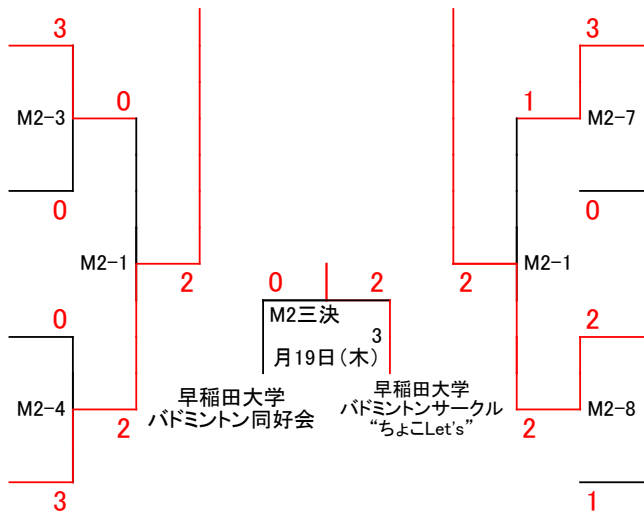 3
3
0
1
M2-3
M2-7
0
0
M2-1
M2-1
2
0
2
2
M2三決
3
月19日(木)
0
2
早稲田大学
バドミントン同好会
早稲田大学
バドミントンサークル
“ちょこLet's”
M2-4
M2-8
2
2
3
1